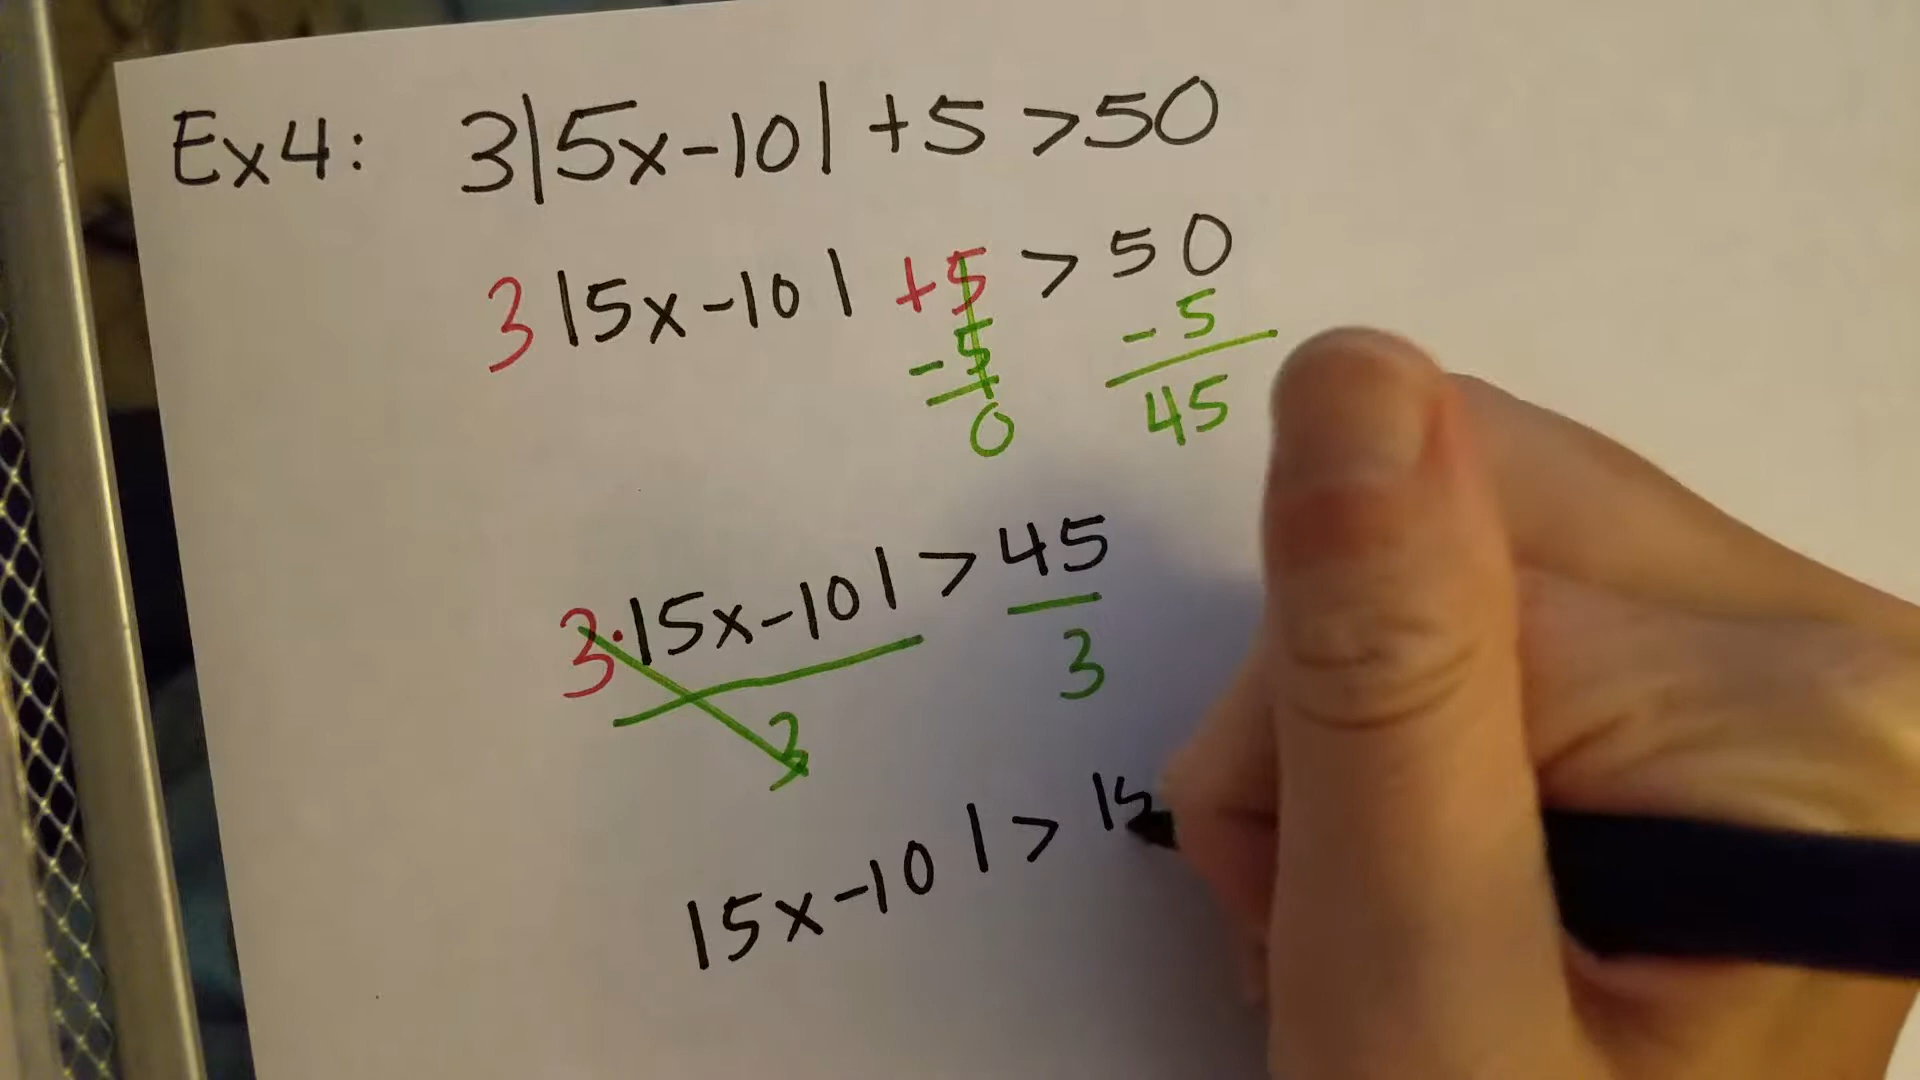 Ex4: 3|5x-10| +5 >50
3 |5x-10| +5 > 50
-5 -5
0 45
3·|5x-10| > 45
3 3
|5x-10| > 15